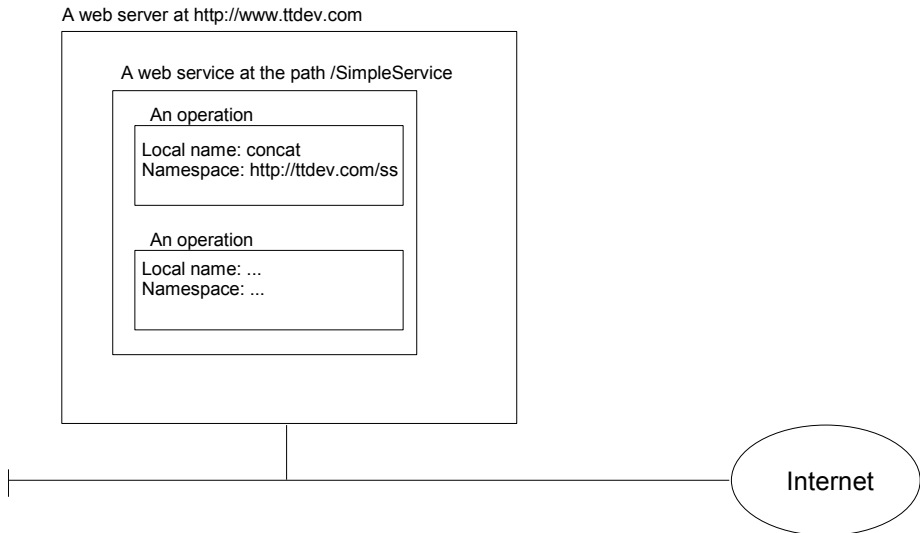 A web server at http://www.ttdev.com
A web service at the path /SimpleService
An operation
Local name: concat
Namespace: http://ttdev.com/ss
An operation
Local name: ...
Namespace: ...
Internet